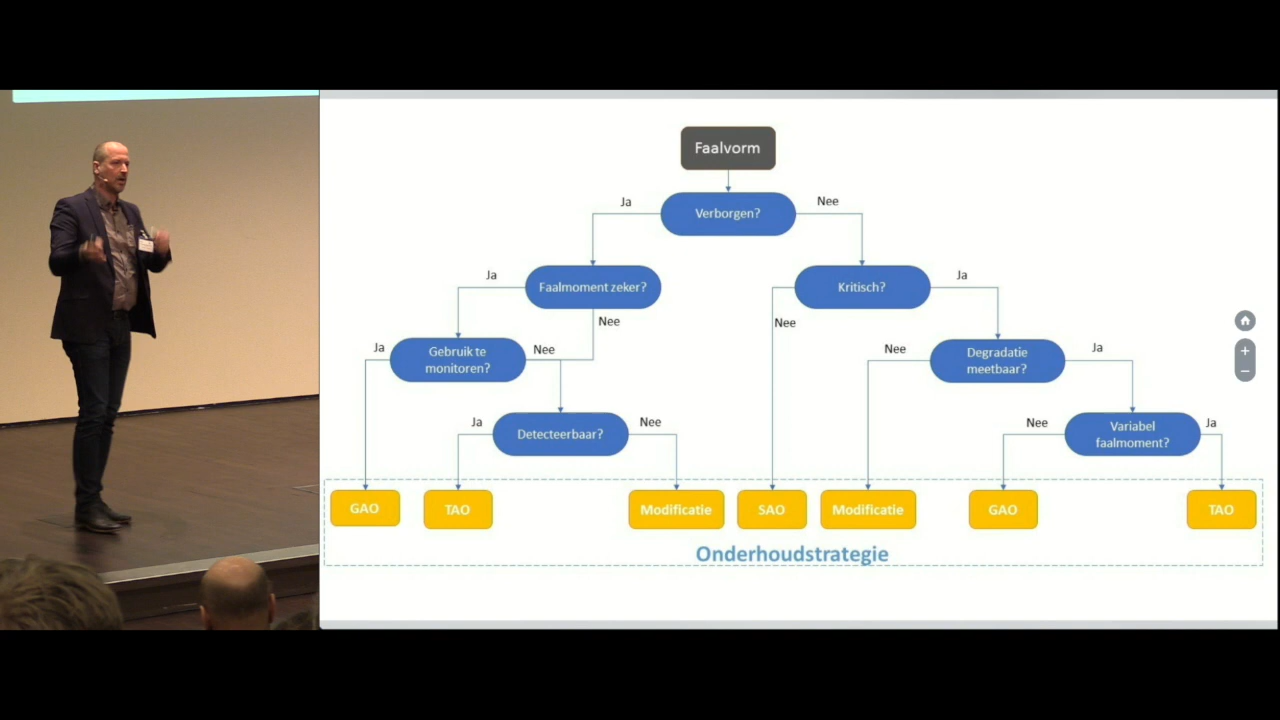 Faalvorm
Ja
Verborgen?
Nee
Ja
Faalmoment zeker?
Kritisch?
Ja
Nee
Nee
Ja
Gebruik te
monitoren?
Nee
Nee
Degradatie
meetbaar?
Ja
Ja
Detecteerbaar?
Nee
Nee
Variabel
faalmoment?
Ja
GAO
TAO
Modificatie
SAO
Modificatie
GAO
TAO
Onderhoudstrategie